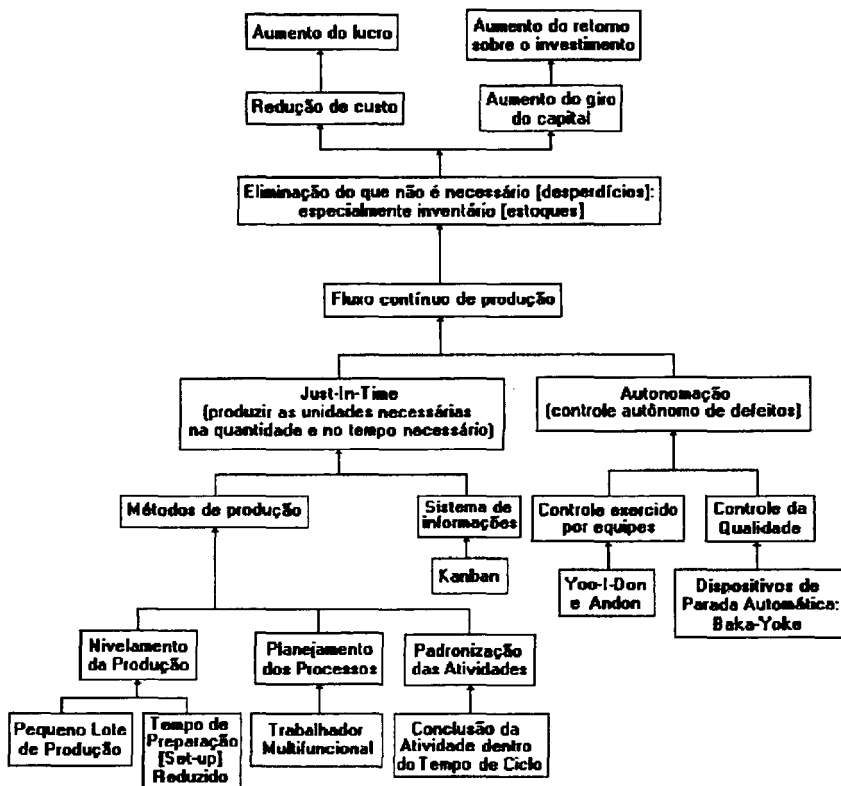 Aumento do lucro
Aumento do retorno
sobre o investimento
Redução de custo
Aumento do giro
do capital
Eliminação do que não é necessário [desperdícios]:
especialmente inventário [estoques]
Fluxo contínuo de produção
Just-In-Time
(produzir as unidades necessárias
na quantidade e no tempo necessário)
Autonomação
(controle autônomo de defeitos)
Métodos de produção
Sistema de
informações
Controle exercido
por equipes
Controle da
Qualidade
Kanban
Yoo-I-Don
e Andon
Dispositivos de
Parada Automática:
Baka-Yoke
Nivelamento
da Produção
Planejamento
dos Processos
Padronização
das Atividades
Pequeno Lote
de Produção
Tempo de
Preparação
[Set-up]
Reduzido
Trabalhador
Multifuncional
Conclusão da
Atividade dentro
do Tempo de Ciclo